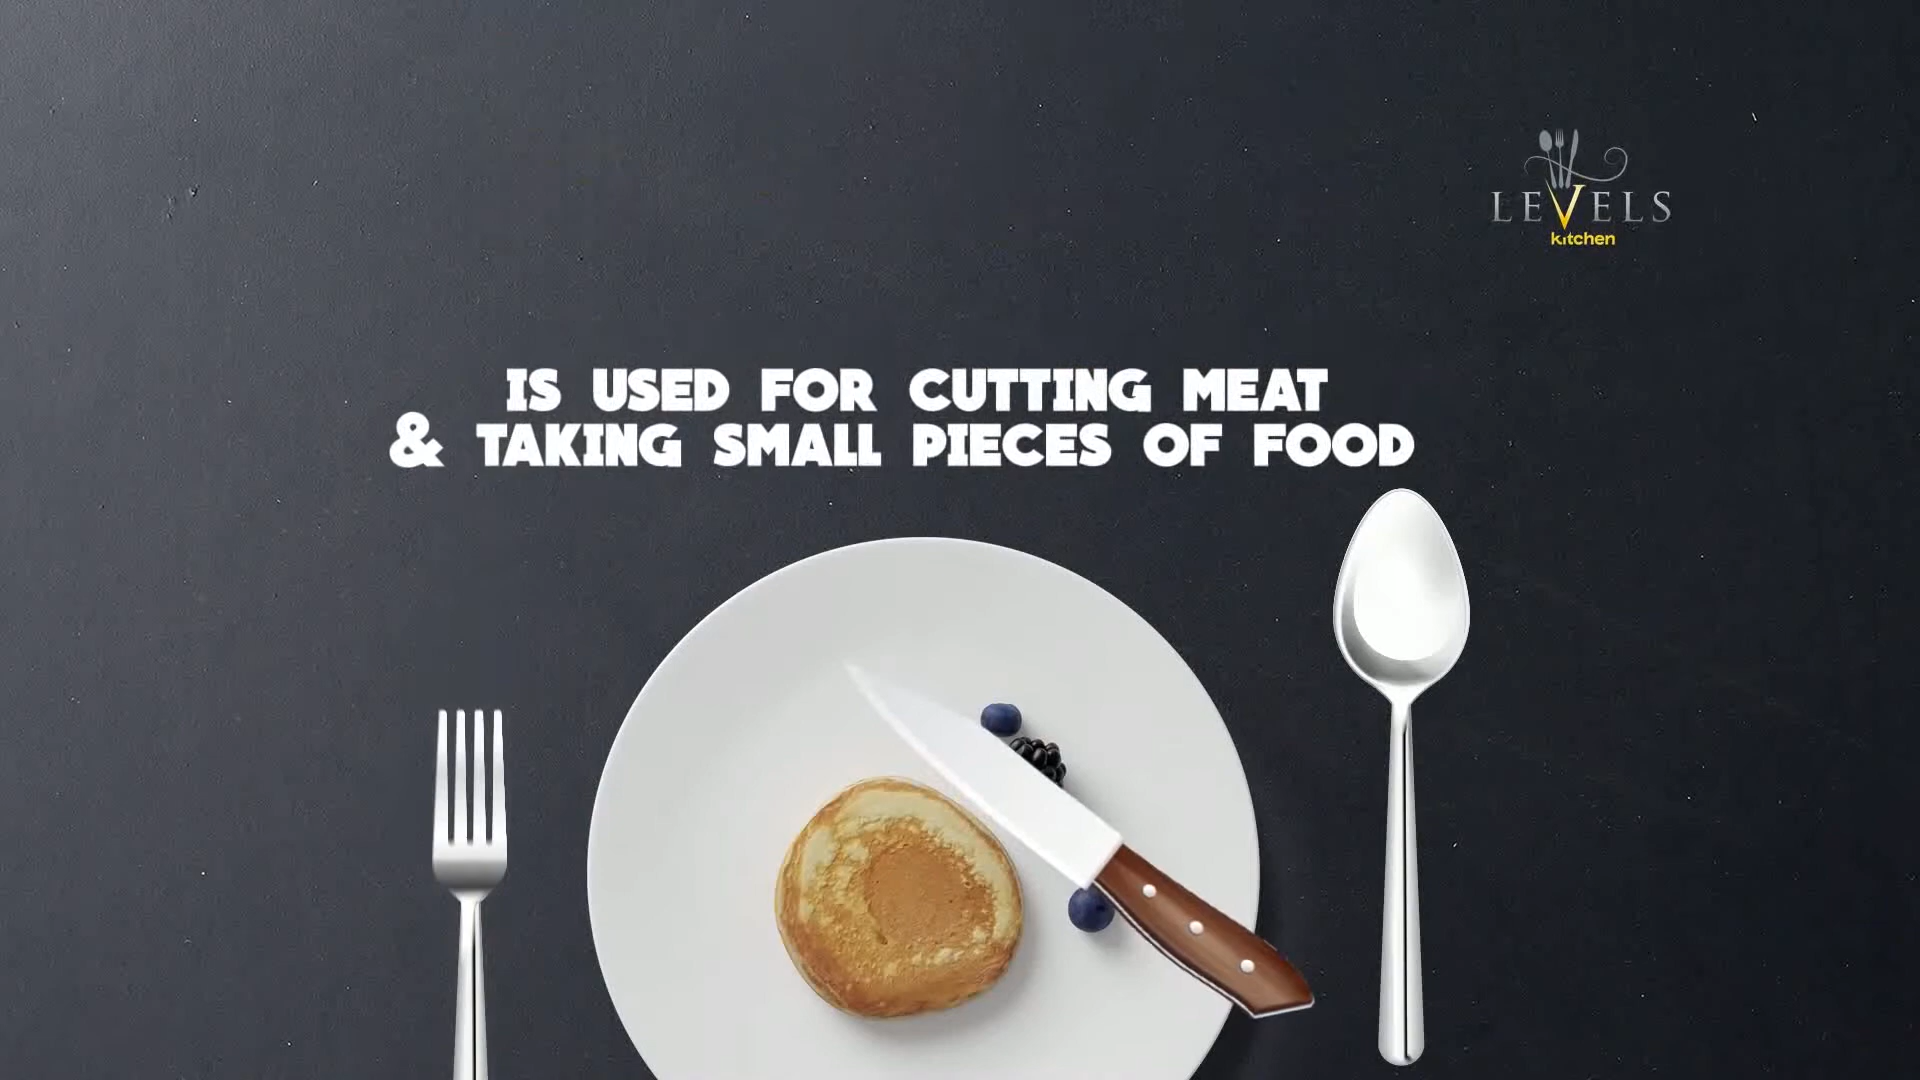 LEVELS
kitchen
IS USED FOR CUTTING MEAT
& TAKING SMALL PIECES OF FOOD